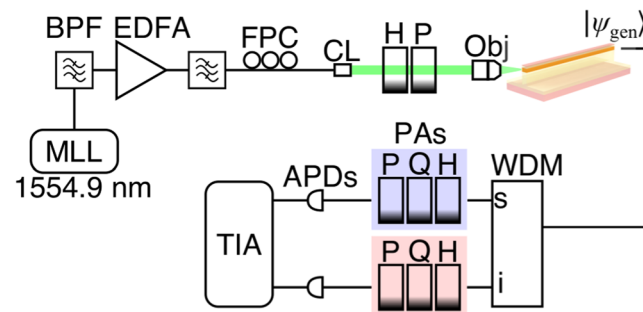 BPF EDFA
FPC
CL
H P
Obj
|ψgen⟩
MLL
1554.9 nm
PAs
APDs
P Q H
WDM
s
TIA
P Q H
i